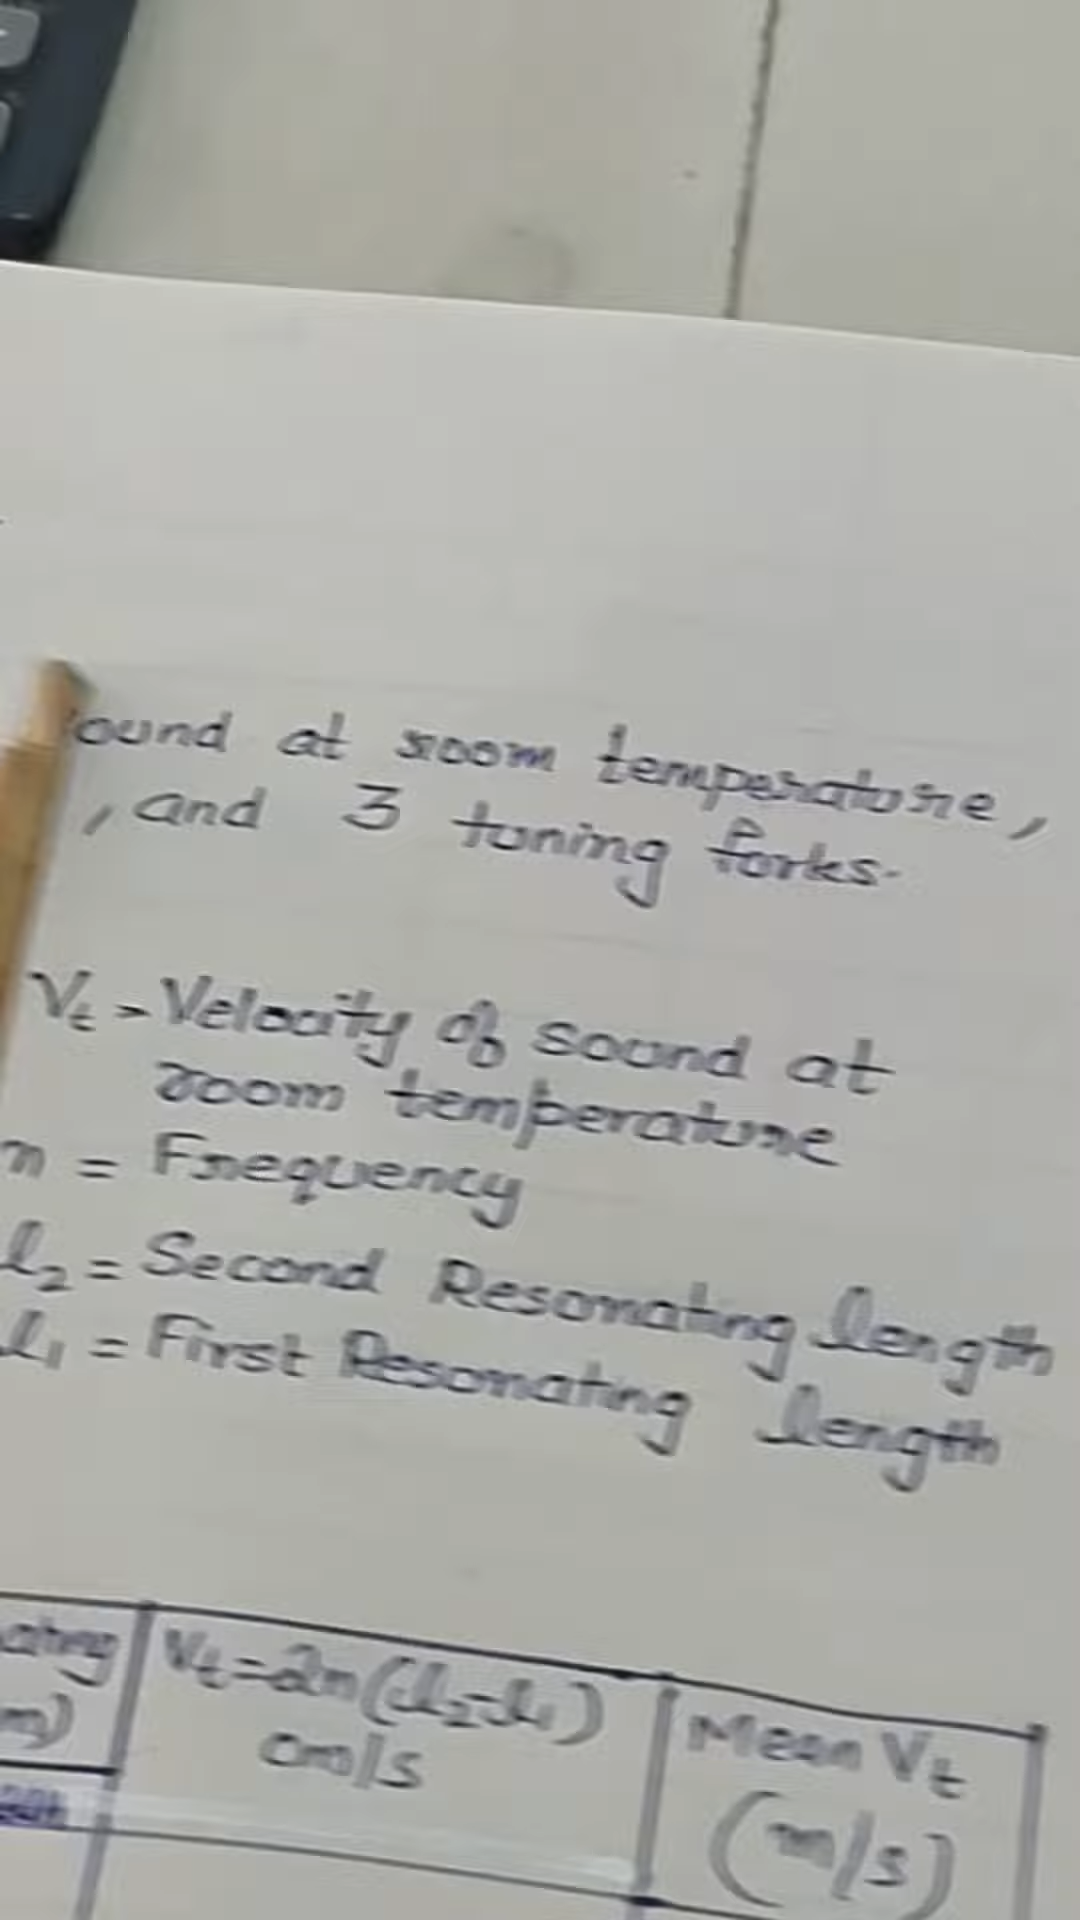 ound at room temperature,
, and 3 tuning forks.
Vt - Velocity of sound at
room temperature
n = Frequency
l2 = Second Resonating length
l1 = First Resonating length
ating
m)
Vt=2n(l2-l1)
cm/s
Mean Vt
(m/s)